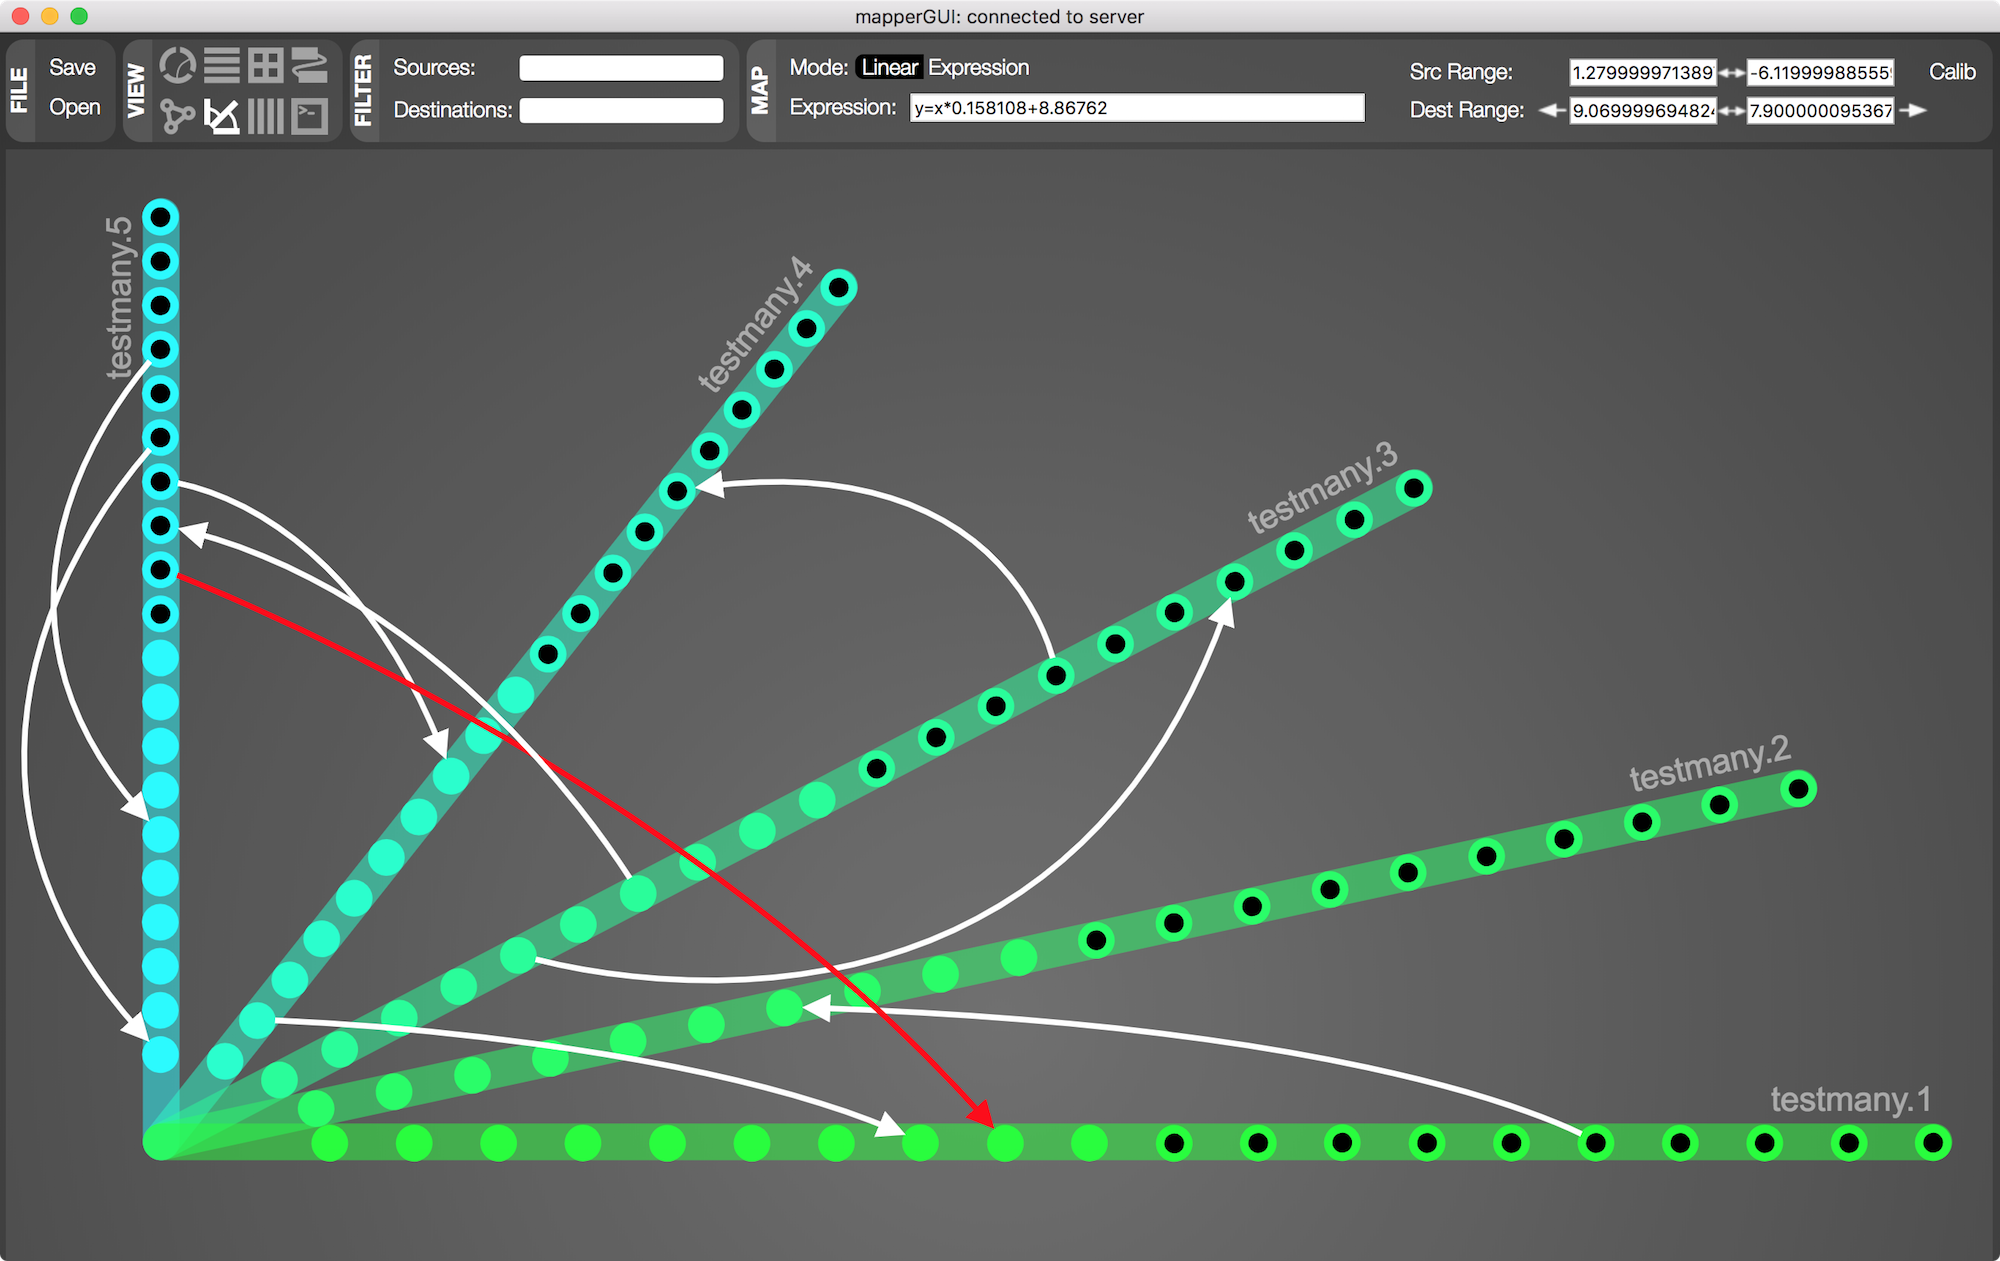 mapperGUI: connected to server
FILE
Save
Open
VIEW
FILTER
Sources:
Destinations:
MAP
Mode: Linear Expression
Expression: y=x*0.158108+8.86762
Src Range: 1.27999997138 -6.1199998855
Calib
Dest Range: 9.06999969482 7.900000095367
testmany.5
testmany.4
testmany.3
testmany.2
testmany.1